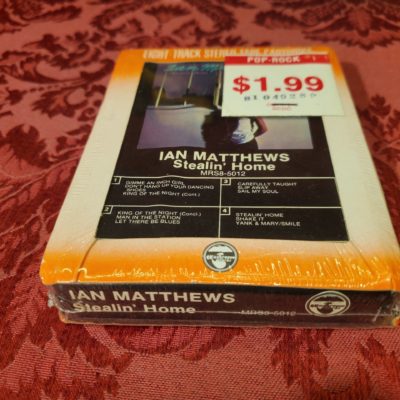 EIGHT TRACK STEREO TAPE CARTRIDGE
POP-ROCK
$1.99
IAN MATTHEWS
Stealin' Home
MRS8-5012
1 GIMME AN INCH GIRL
DON'T HANG UP YOUR DANCING
SHOES
KING OF THE NIGHT (Cont.)
2 KING OF THE NIGHT (Concl.)
MAN IN THE STATION
LET THERE BE BLUES
3 CAREFULLY TAUGHT
SLIP AWAY
SAIL MY SOUL
4 STEALIN' HOME
SHAKE IT
YANK & MARY/SMILE
IAN MATTHEWS
Stealin' Home
MRS8-5012